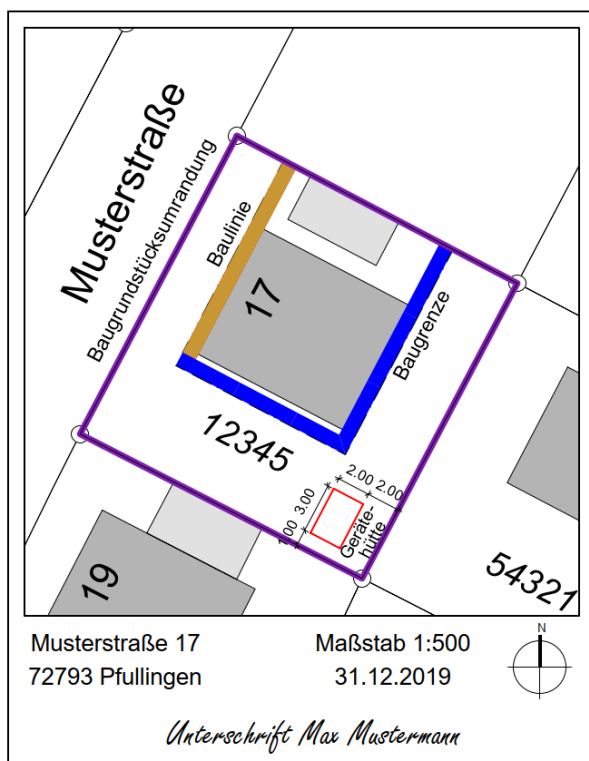 Musterstraße
Baugrundstücksumrandung
Baulinie
17
Baugrenze
12345
2.00
2.00
3.00
1.00
Geräte-
hütte
19
54321
Musterstraße 17
Maßstab 1:500
N
72793 Pfullingen
31.12.2019
Unterschrift Max Mustermann